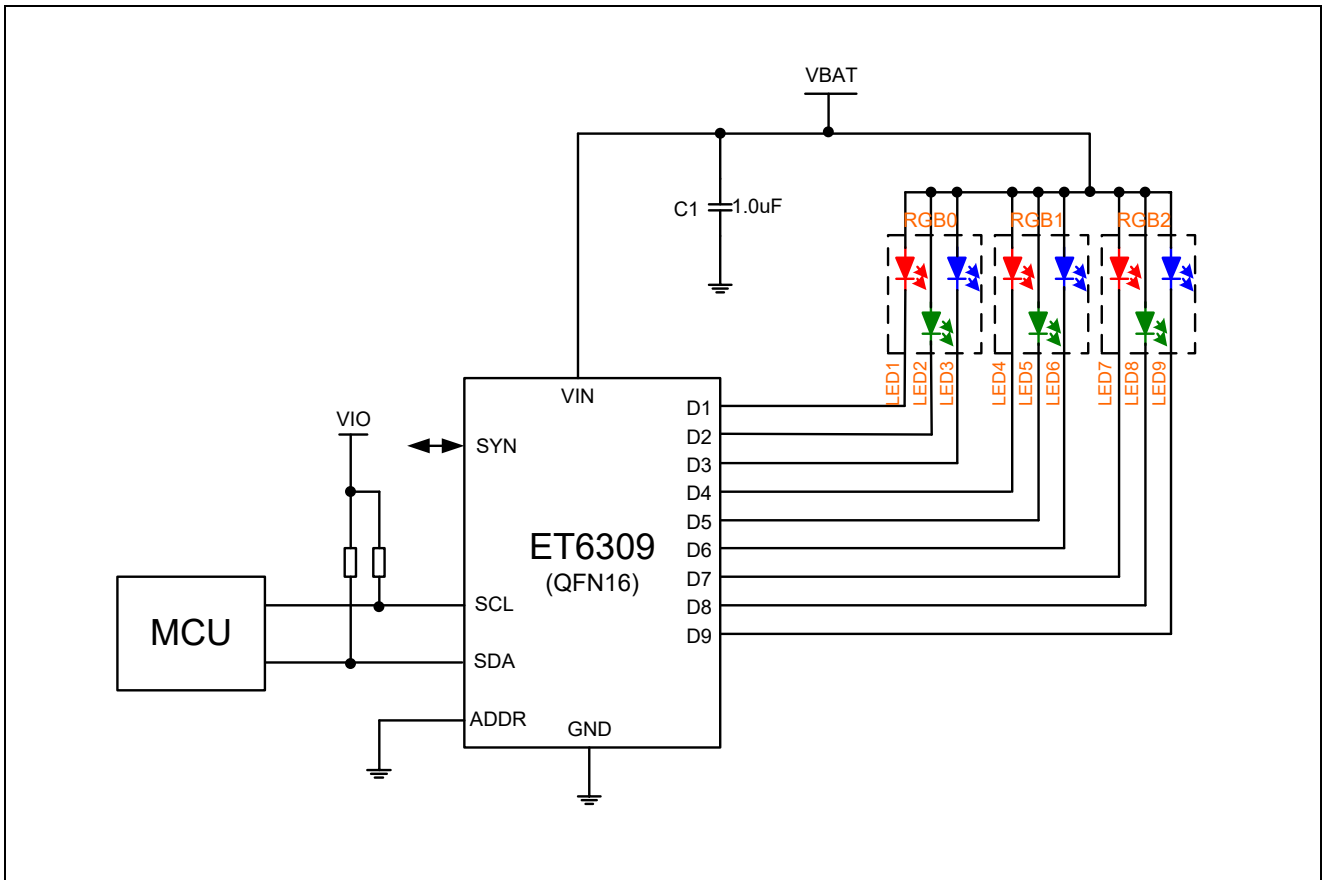 VBAT
C1
1.0uF
RGB0
RGB1
RGB2
LED1
LED2
LED3
LED4
LED5
LED6
LED7
LED8
LED9
VIN
VIO
SYN
D1
D2
D3
D4
D5
D6
D7
D8
D9
ET6309
(QFN16)
MCU
SCL
SDA
ADDR
GND